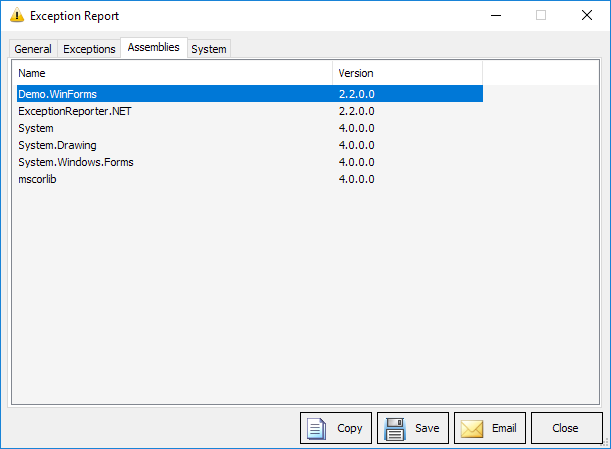 Exception Report
General Exceptions Assemblies System
Name Version
Demo.WinForms 2.2.0.0
ExceptionReporter.NET 2.2.0.0
System 4.0.0.0
System.Drawing 4.0.0.0
System.Windows.Forms 4.0.0.0
mscorlib 4.0.0.0
Copy Save Email Close